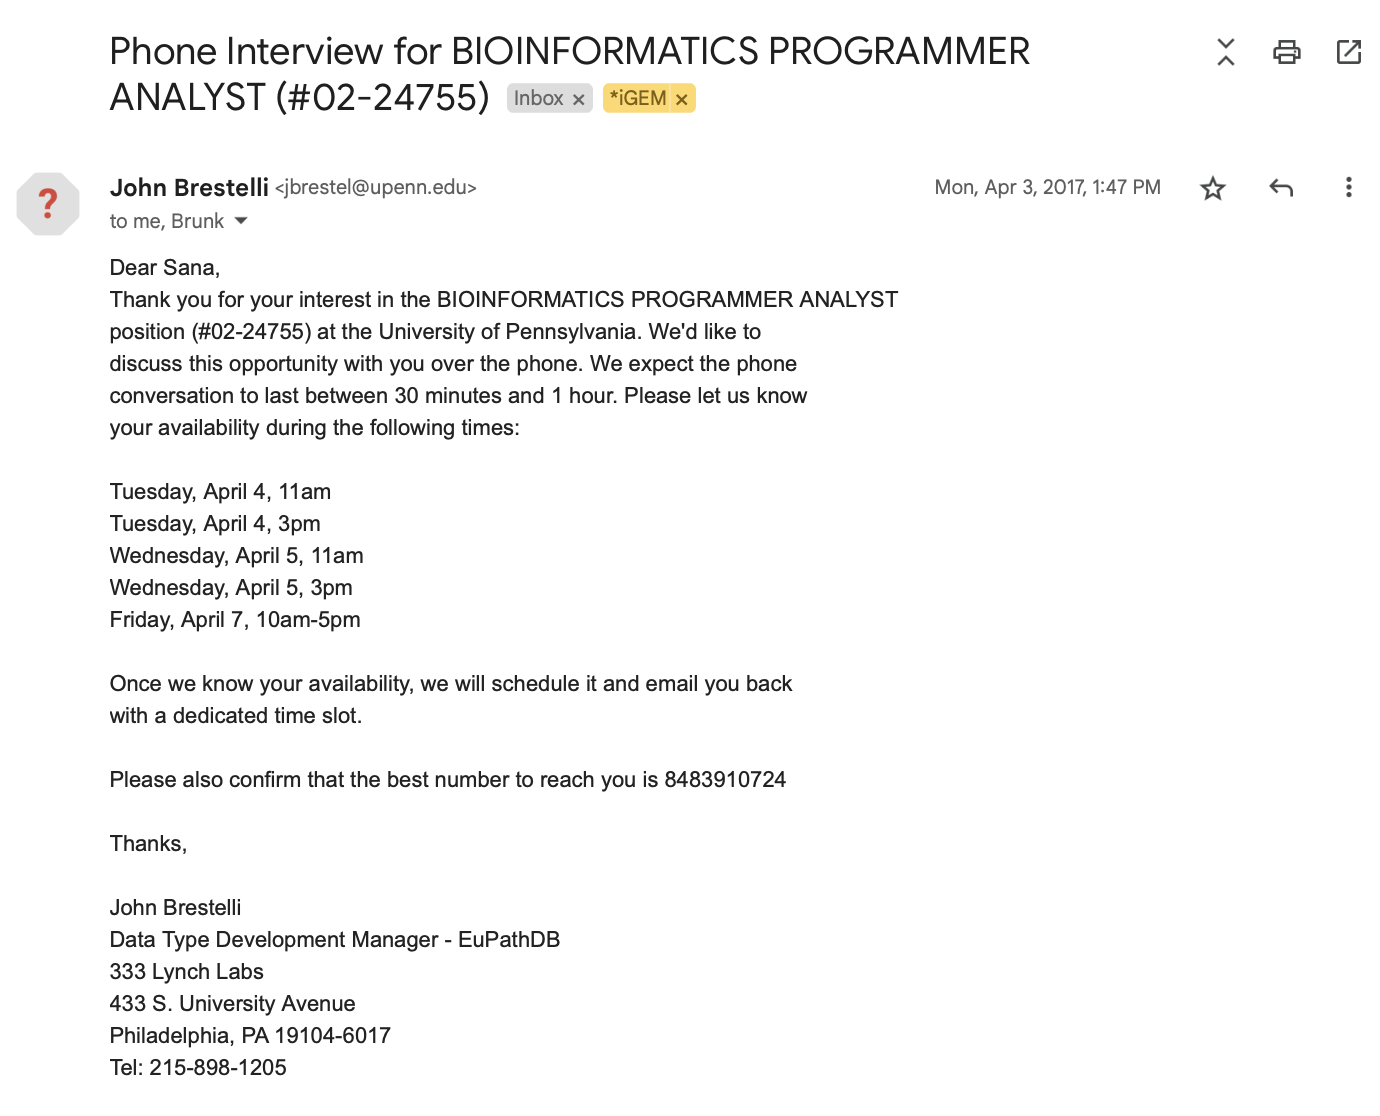 Phone Interview for BIOINFORMATICS PROGRAMMER
ANALYST (#02-24755) Inbox × *iGEM ×
? John Brestelli <jbrestel@upenn.edu> Mon, Apr 3, 2017, 1:47 PM
to me, Brunk
Dear Sana,
Thank you for your interest in the BIOINFORMATICS PROGRAMMER ANALYST
position (#02-24755) at the University of Pennsylvania. We'd like to
discuss this opportunity with you over the phone. We expect the phone
conversation to last between 30 minutes and 1 hour. Please let us know
your availability during the following times:
Tuesday, April 4, 11am
Tuesday, April 4, 3pm
Wednesday, April 5, 11am
Wednesday, April 5, 3pm
Friday, April 7, 10am-5pm
Once we know your availability, we will schedule it and email you back
with a dedicated time slot.
Please also confirm that the best number to reach you is 8483910724
Thanks,
John Brestelli
Data Type Development Manager - EuPathDB
333 Lynch Labs
433 S. University Avenue
Philadelphia, PA 19104-6017
Tel: 215-898-1205